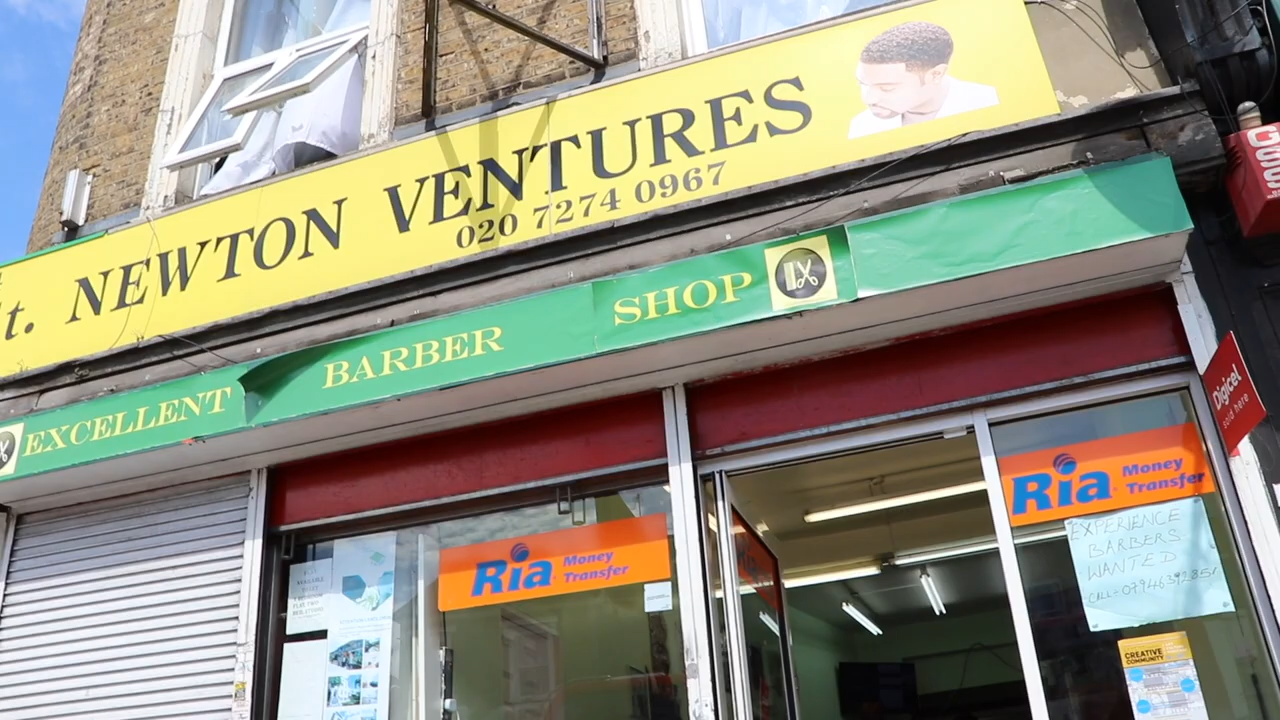 t. NEWTON VENTURES
020 7274 0967
EXCELLENT BARBER SHOP
Digicel
sold here
Ria Money
Transfer
Ria Money
Transfer
EXPERIENCE
BARBERS
WANTED
CALL-
CREATIVE
COMMUNITY